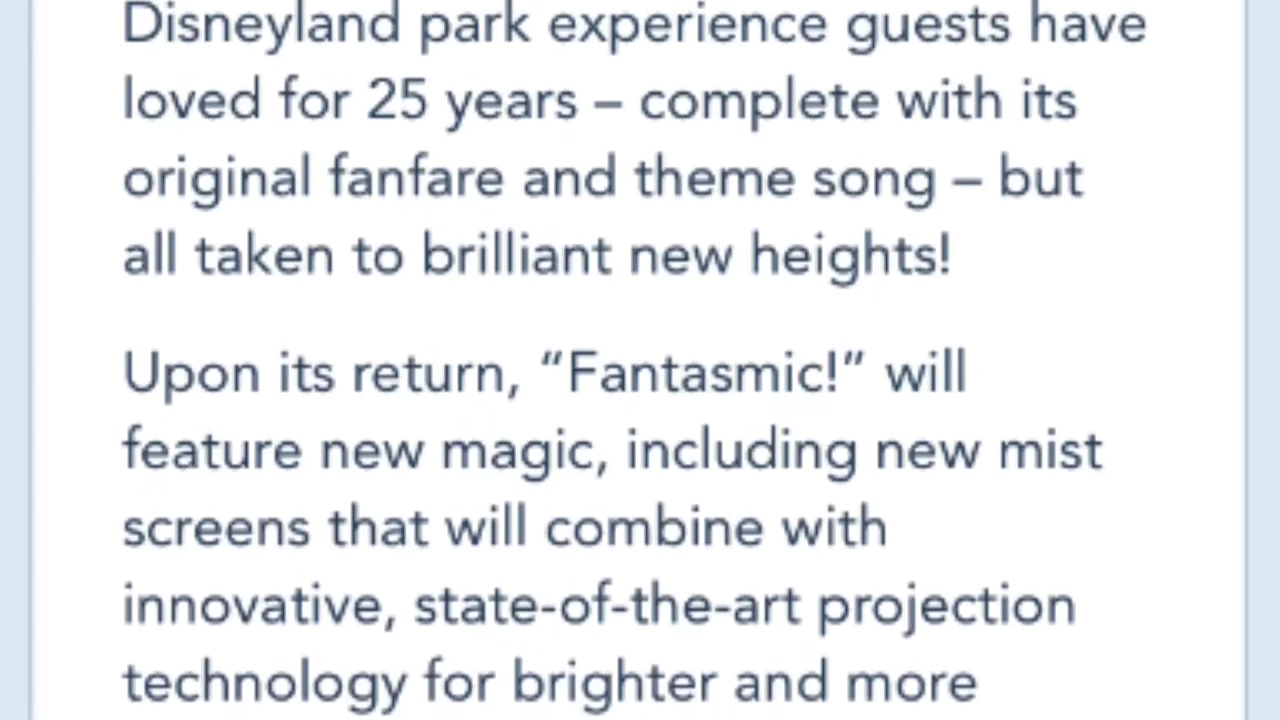 Disneyland park experience guests have
loved for 25 years – complete with its
original fanfare and theme song – but
all taken to brilliant new heights!
Upon its return, “Fantasmic!” will
feature new magic, including new mist
screens that will combine with
innovative, state-of-the-art projection
technology for brighter and more